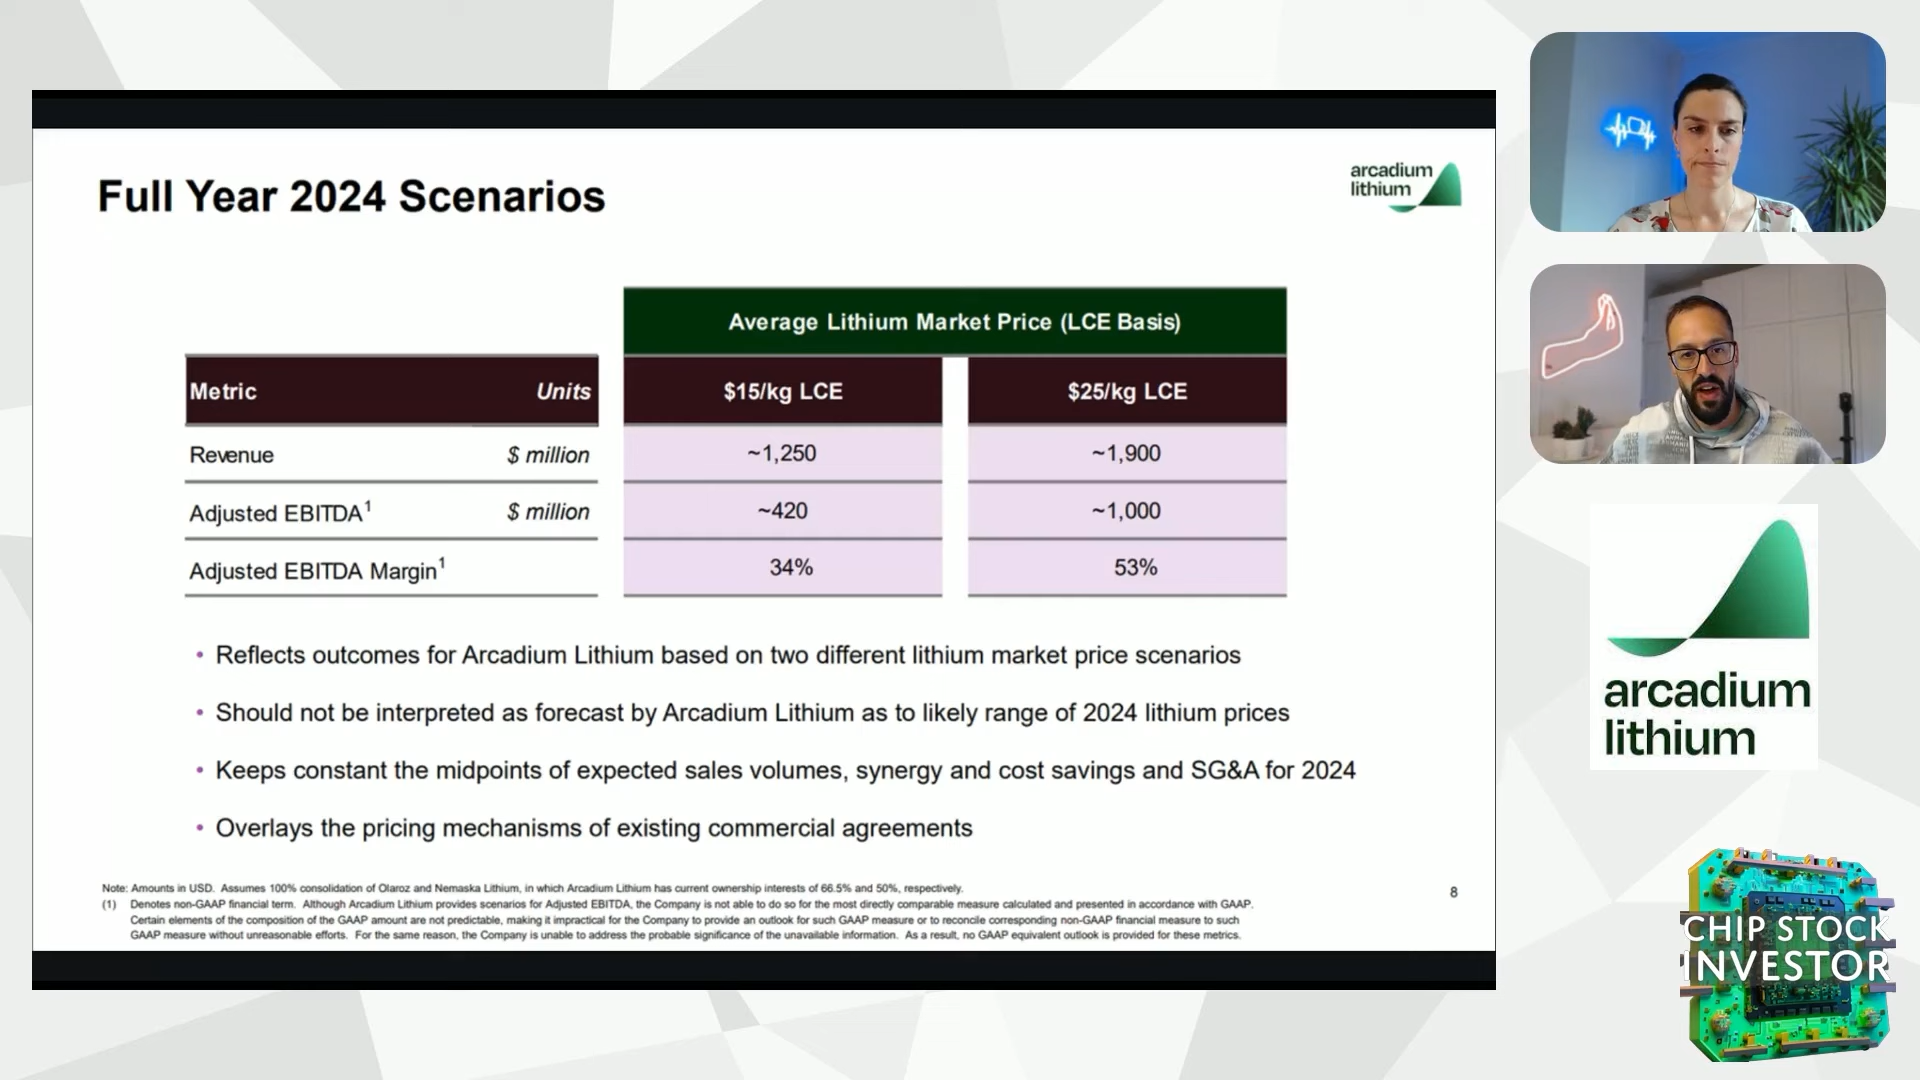 Full Year 2024 Scenarios
arcadium
lithium
Average Lithium Market Price (LCE Basis)
Metric Units $15/kg LCE $25/kg LCE
Revenue $ million ~1,250 ~1,900
Adjusted EBITDA1 $ million ~420 ~1,000
Adjusted EBITDA Margin1 34% 53%
• Reflects outcomes for Arcadium Lithium based on two different lithium market price scenarios
• Should not be interpreted as forecast by Arcadium Lithium as to likely range of 2024 lithium prices
• Keeps constant the midpoints of expected sales volumes, synergy and cost savings and SG&A for 2024
• Overlays the pricing mechanisms of existing commercial agreements
Note: Amounts in USD. Assumes 100% consolidation of Olaroz and Nemaska Lithium, in which Arcadium Lithium has current ownership interests of 66.5% and 50%, respectively.
(1) Denotes non-GAAP financial term. Although Arcadium Lithium provides scenarios for Adjusted EBITDA, the Company is not able to do so for the most directly comparable measure calculated and presented in accordance with GAAP.
Certain elements of the composition of the GAAP amount are not predictable, making it impractical for the Company to provide an outlook for such GAAP measure or to reconcile corresponding non-GAAP financial measure to such
GAAP measure without unreasonable efforts. For the same reason, the Company is unable to address the probable significance of the unavailable information. As a result, no GAAP equivalent outlook is provided for these metrics.
8
arcadium
lithium
CHIP STOCK
INVESTOR